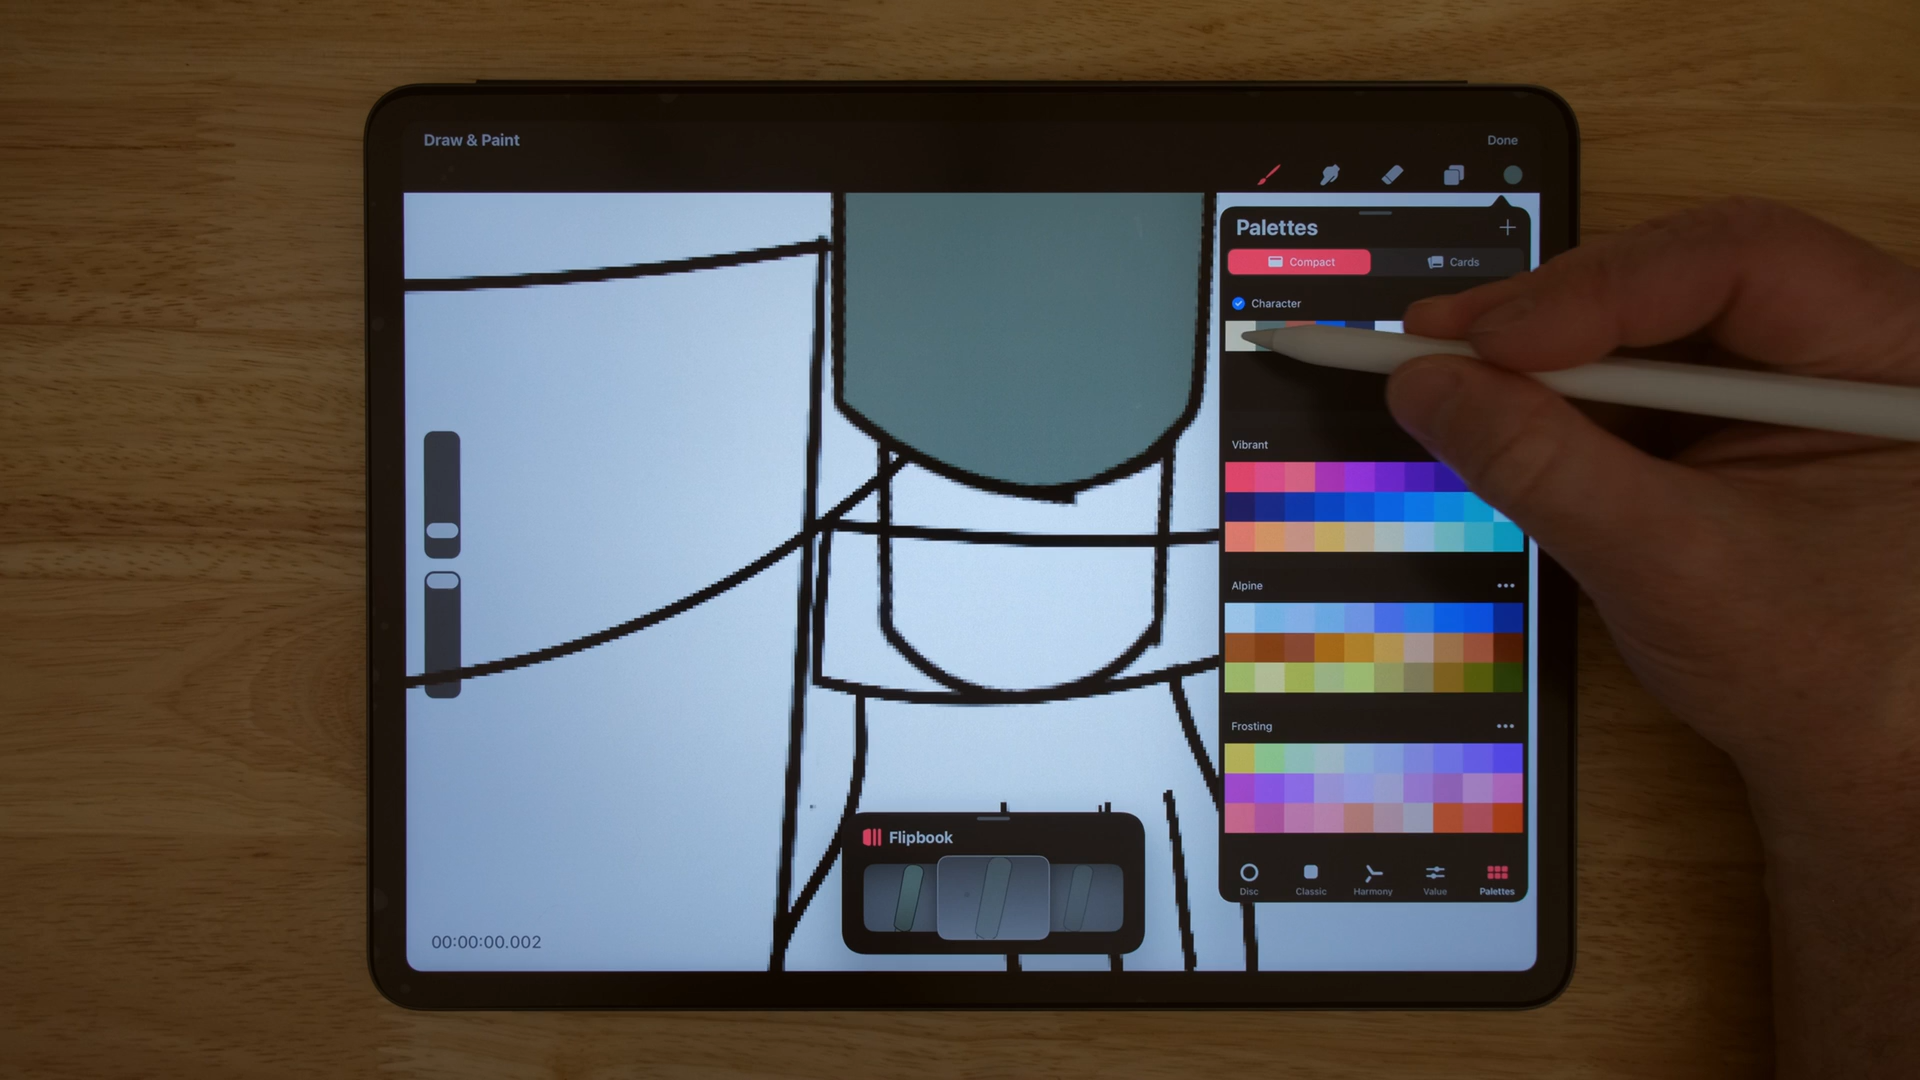 Draw & Paint
Done
Palettes
Compact
Cards
Character
Vibrant
Alpine
Frosting
Flipbook
Disc
Classic
Harmony
Value
Palettes
00:00:00.002